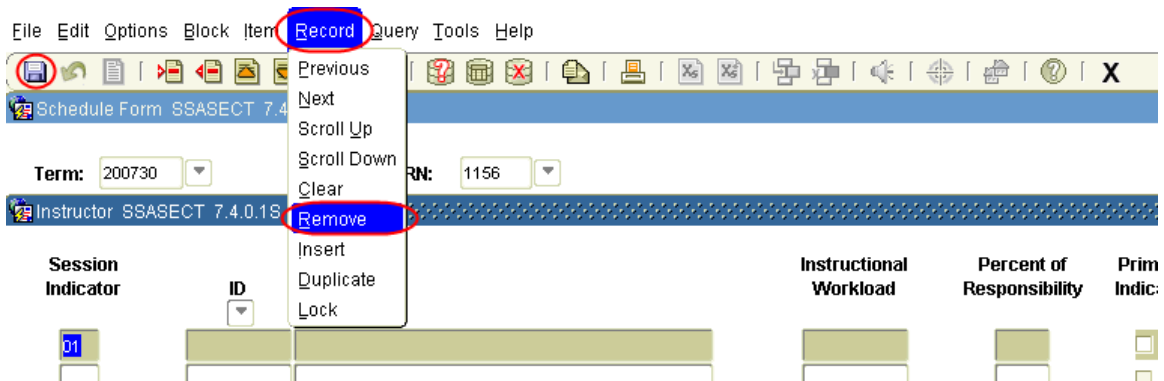 File Edit Options Block Item Record Query Tools Help
Previous
Next
Scroll Up
Scroll Down
Clear
Remove
Insert
Duplicate
Lock
X
Schedule Form SSASECT 7.4
Term: 200730 RN: 1156
Instructor SSASECT 7.4.0.1S
Session Indicator ID Instructional Workload Percent of Responsibility Prim Indic
01